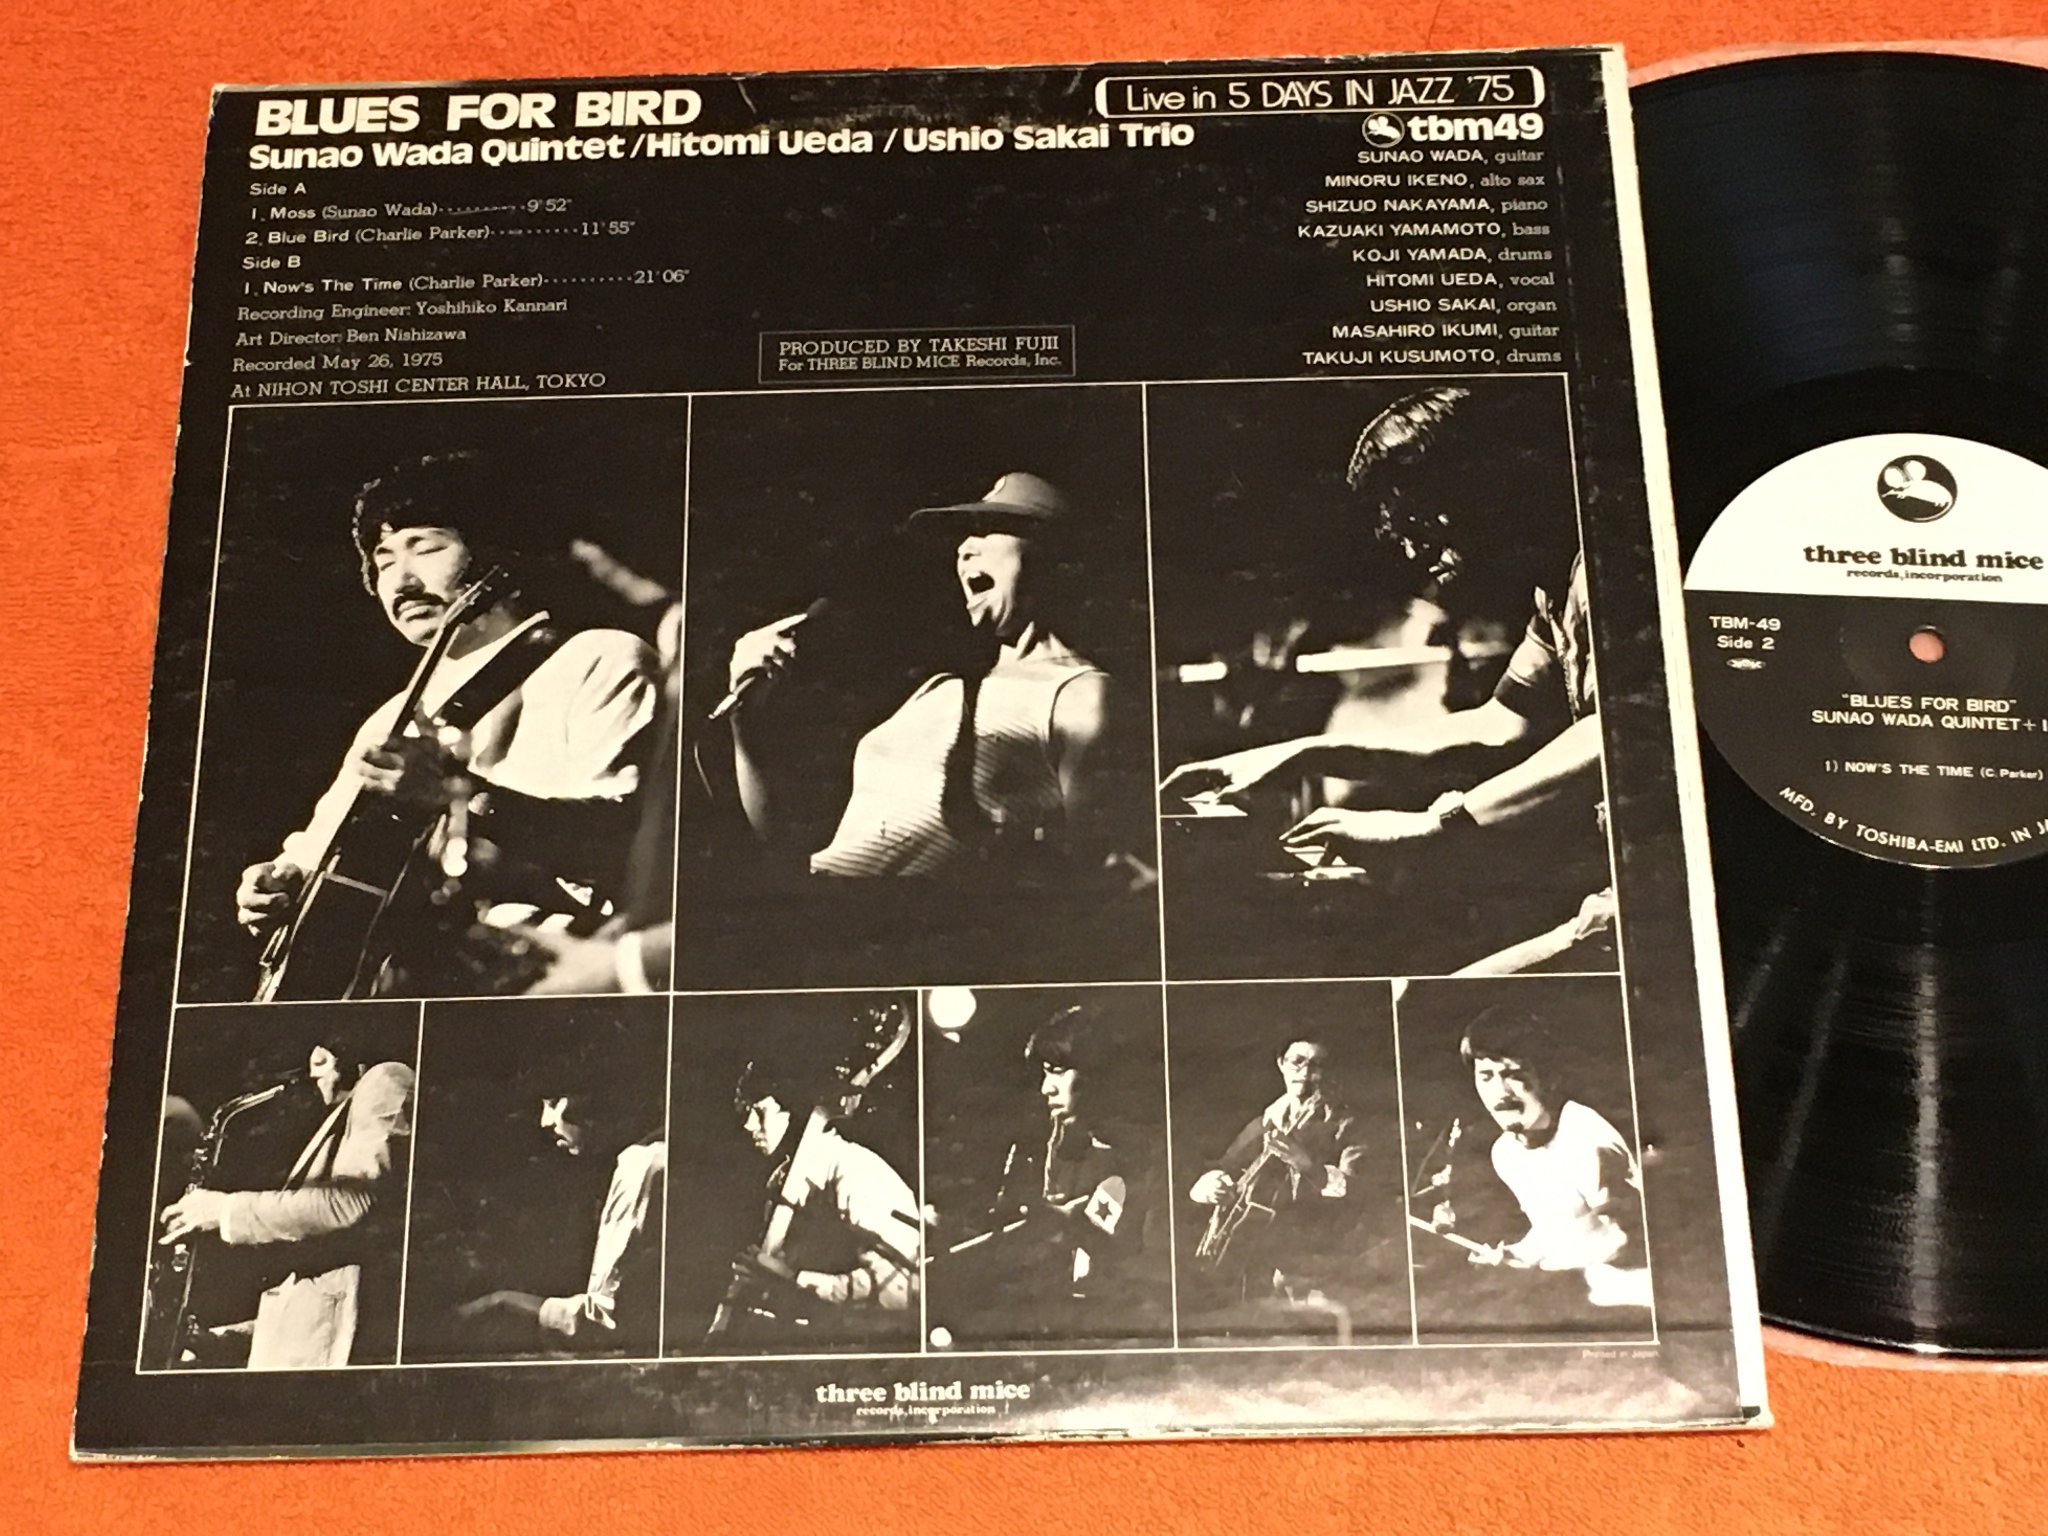 BLUES FOR BIRD
Live in 5 DAYS IN JAZZ '75
Sunao Wada Quintet/Hitomi Ueda/Ushio Sakai Trio
tbm49
Side A
1. Moss (Sunao Wada)··········9'52"
2. Blue Bird (Charlie Parker)··········11'55"
Side B
1. Now's The Time (Charlie Parker)··········21'06"
Recording Engineer: Yoshihiko Kannari
Art Director: Ben Nishizawa
Recorded May 26, 1975
At NIHON TOSHI CENTER HALL, TOKYO
PRODUCED BY TAKESHI FUJII
For THREE BLIND MICE Records, Inc.
SUNAO WADA, guitar
MINORU IKENO, alto sax
SHIZUO NAKAYAMA, piano
KAZUAKI YAMAMOTO, bass
KOJI YAMADA, drums
HITOMI UEDA, vocal
USHIO SAKAI, organ
MASAHIRO IKUMI, guitar
TAKUJI KUSUMOTO, drums
Printed in Japan
three blind mice
records, incorporation
three blind mice
records, incorporation
TBM-49
Side 2
"BLUES FOR BIRD"
SUNAO WADA QUINTET+
1) NOW'S THE TIME (C. Parker)
MFD. BY TOSHIBA-EMI LTD. IN JA